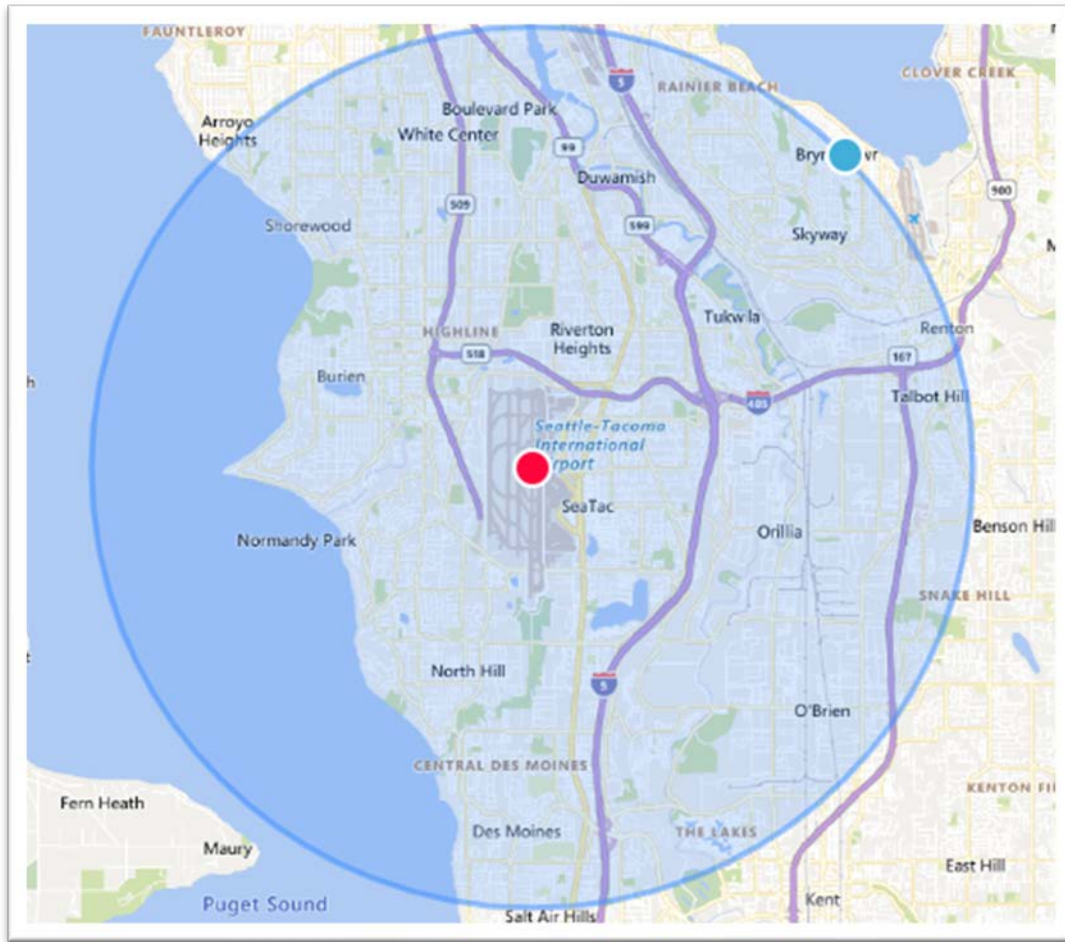 FAUNTLEROY
CLOVER CREEK
5
RAINIER BEACH
Boulevard Park
Arroyo
Heights
White Center
99
Duwamish
900
509
599
Shorewood
Skyway
Tukwila
HIGHLINE
Riverton
Heights
Renton
518
167
Burien
405
Talbot Hill
Seattle-Tacoma
International
SeaTac
Normandy Park
Orillia
SNAKE HILL
North Hill
5
O'Brien
CENTRAL DES MOINES
Fern Heath
Des Moines
THE LAKES
Maury
East Hill
Puget Sound
Kent
Salt Air Hills